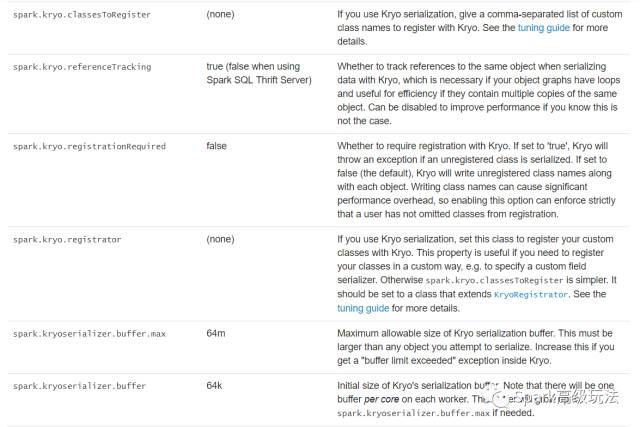 spark.kryo.classesToRegister (none) If you use Kryo serialization, give a comma-separated list of custom
class names to register with Kryo. See the tuning guide for more
details.
spark.kryo.referenceTracking true (false when using Whether to track references to the same object when serializing
Spark SQL Thrift Server) data with Kryo, which is necessary if your object graphs have loops
and useful for efficiency if they contain multiple copies of the same
object. Can be disabled to improve performance if you know this is
not the case.
spark.kryo.registrationRequired false Whether to require registration with Kryo. If set to 'true', Kryo will
throw an exception if an unregistered class is serialized. If set to
false (the default), Kryo will write unregistered class names along
with each object. Writing class names can cause significant
performance overhead, so enabling this option can enforce strictly
that a user has not omitted classes from registration.
spark.kryo.registrator (none) If you use Kryo serialization, set this class to register your custom
classes with Kryo. This property is useful if you need to register
your classes in a custom way, e.g. to specify a custom field
serializer. Otherwise spark.kryo.classesToRegister is simpler. It
should be set to a class that extends KryoRegistrator. See the
tuning guide for more details.
spark.kryoserializer.buffer.max 64m Maximum allowable size of Kryo serialization buffer. This must be
larger than any object you attempt to serialize. Increase this if you
get a "buffer limit exceeded" exception inside Kryo.
spark.kryoserializer.buffer 64k Initial size of Kryo's serialization buffer. Note that there will be one
buffer per core on each worker. This
spark.kryoserializer.buffer.max if needed.
Spark高级玩法